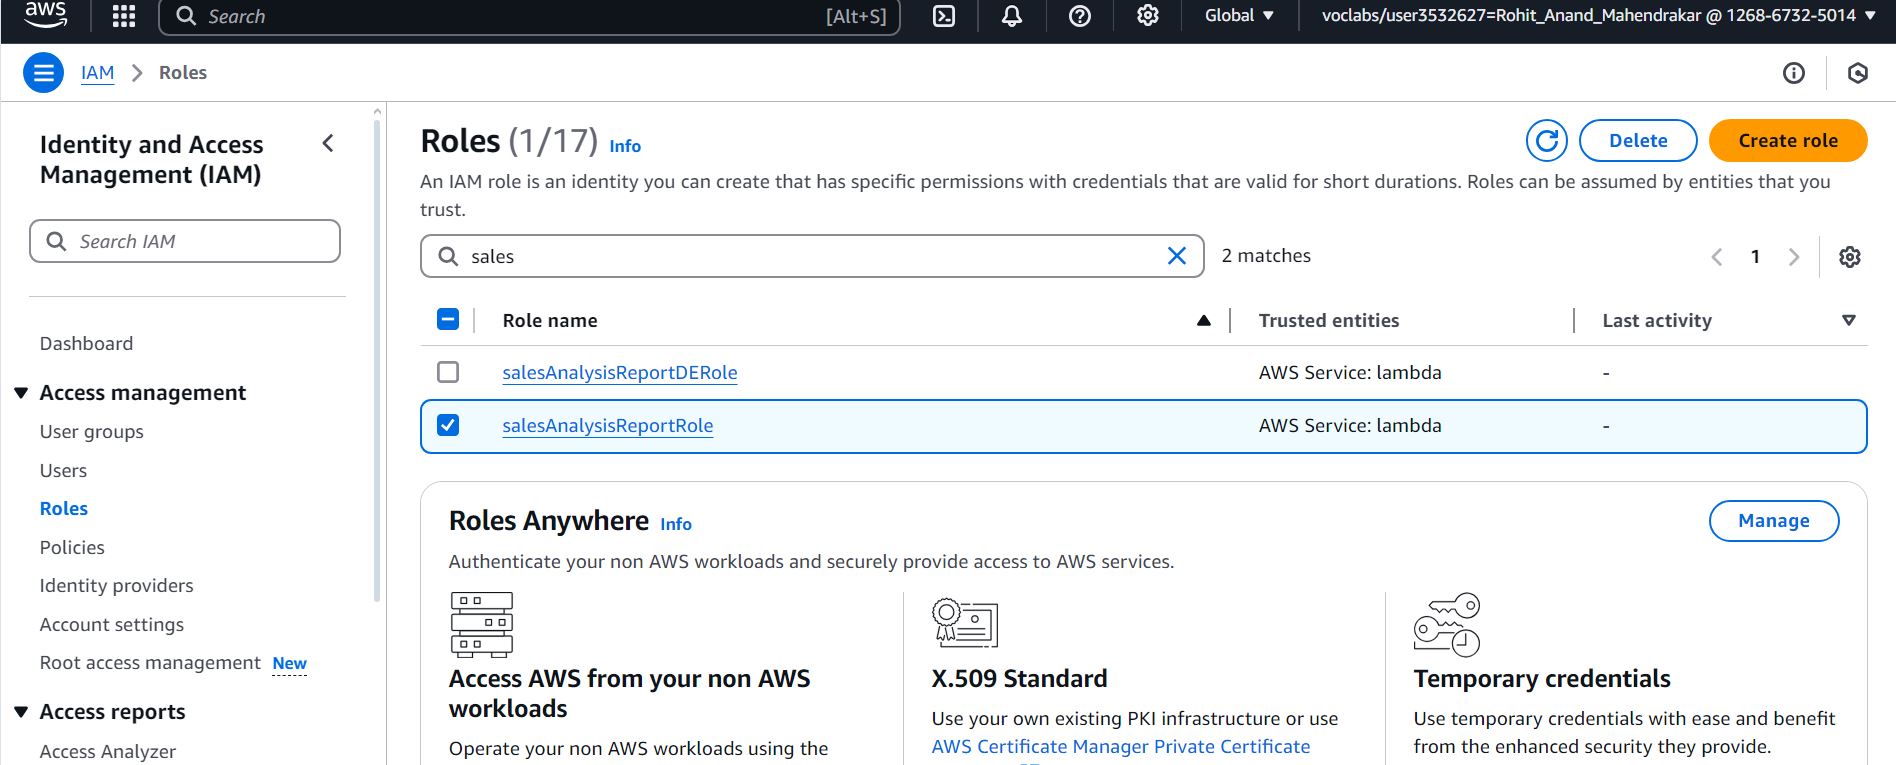 aws
Search [Alt+S] Global voclabs/user3532627=Rohit_Anand_Mahendrakar @ 1268-6732-5014
IAM Roles
Identity and Access
Management (IAM)
Search IAM
Dashboard
Access management
User groups
Users
Roles
Policies
Identity providers
Account settings
Root access management New
Access reports
Access Analyzer
Roles (1/17) Info
Delete
Create role
An IAM role is an identity you can create that has specific permissions with credentials that are valid for short durations. Roles can be assumed by entities that you
trust.
sales
2 matches
1
Role name Trusted entities Last activity
salesAnalysisReportDERole AWS Service: lambda -
salesAnalysisReportRole AWS Service: lambda -
Roles Anywhere Info
Manage
Authenticate your non AWS workloads and securely provide access to AWS services.
Access AWS from your non AWS
workloads
Operate your non AWS workloads using the
X.509 Standard
Use your own existing PKI infrastructure or use
AWS Certificate Manager Private Certificate
Temporary credentials
Use temporary credentials with ease and benefit
from the enhanced security they provide.